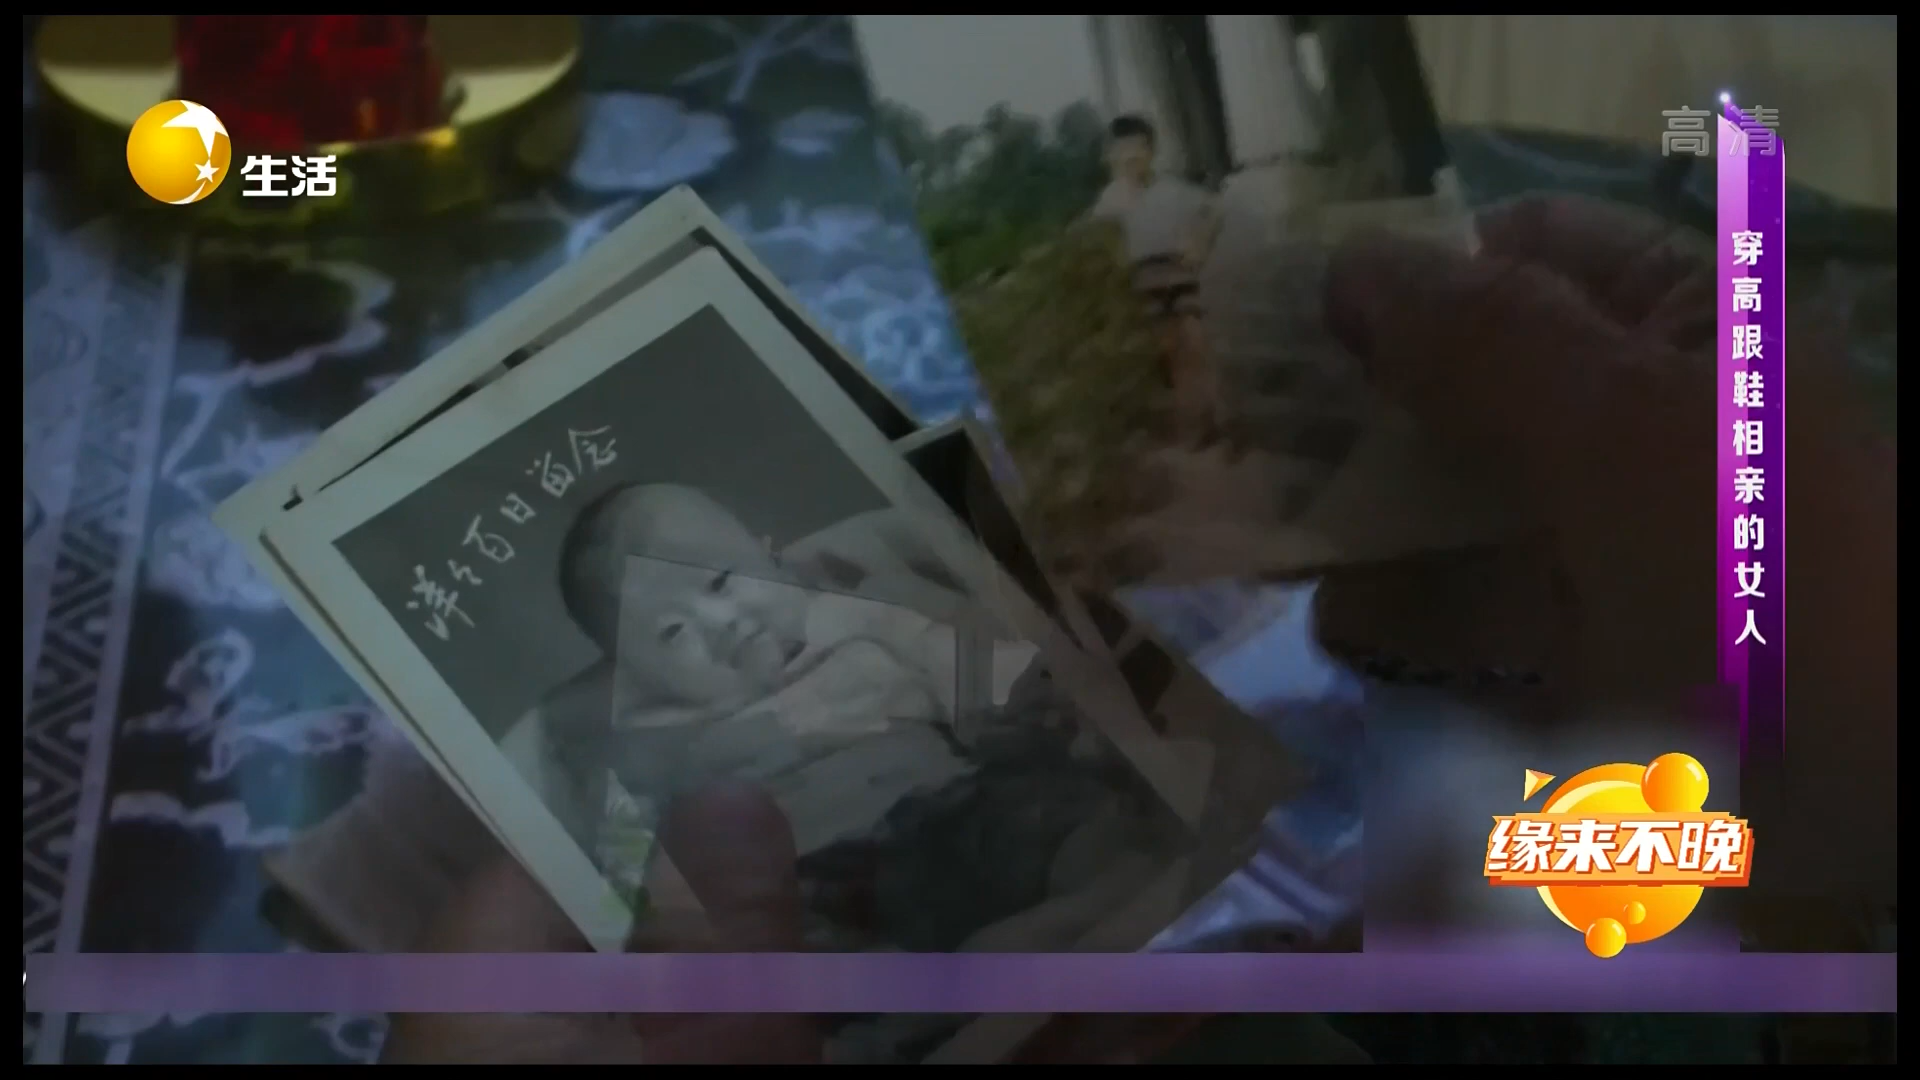 生活
高清
穿高跟鞋相亲的女人
百日留念
缘来不晚